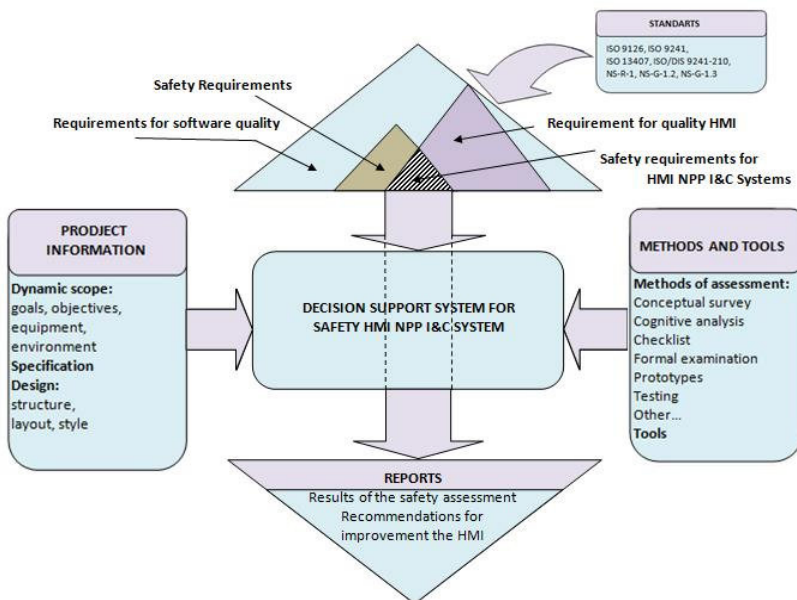 STANDARTS
ISO 9126, ISO 9241,
ISO 13407, ISO/DIS 9241-210,
NS-R-1, NS-G-1.2, NS-G-1.3
Safety Requirements
Requirements for software quality
Requirement for quality HMI
Safety requirements for
HMI NPP I&C Systems
PRODJECT
INFORMATION
Dynamic scope:
goals, objectives,
equipment,
environment
Specification
Design:
structure,
layout, style
DECISION SUPPORT SYSTEM FOR
SAFETY HMI NPP I&C SYSTEM
METHODS AND TOOLS
Methods of assessment:
Conceptual survey
Cognitive analysis
Checklist
Formal examination
Prototypes
Testing
Other...
Tools
REPORTS
Results of the safety assessment
Recommendations for
improvement the HMI